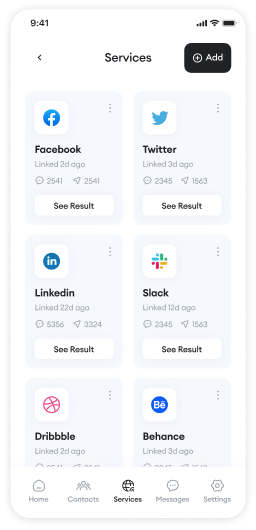 9:41
Services
Add
Facebook
Linked 2d ago
2541 2541
See Result
Twitter
Linked 3d ago
2345 1563
See Result
Linkedin
Linked 22d ago
5356 3324
See Result
Slack
Linked 12d ago
2345 1563
See Result
Dribbble
Linked 2d ago
Behance
Linked 3d ago
Home Contacts Services Messages Settings